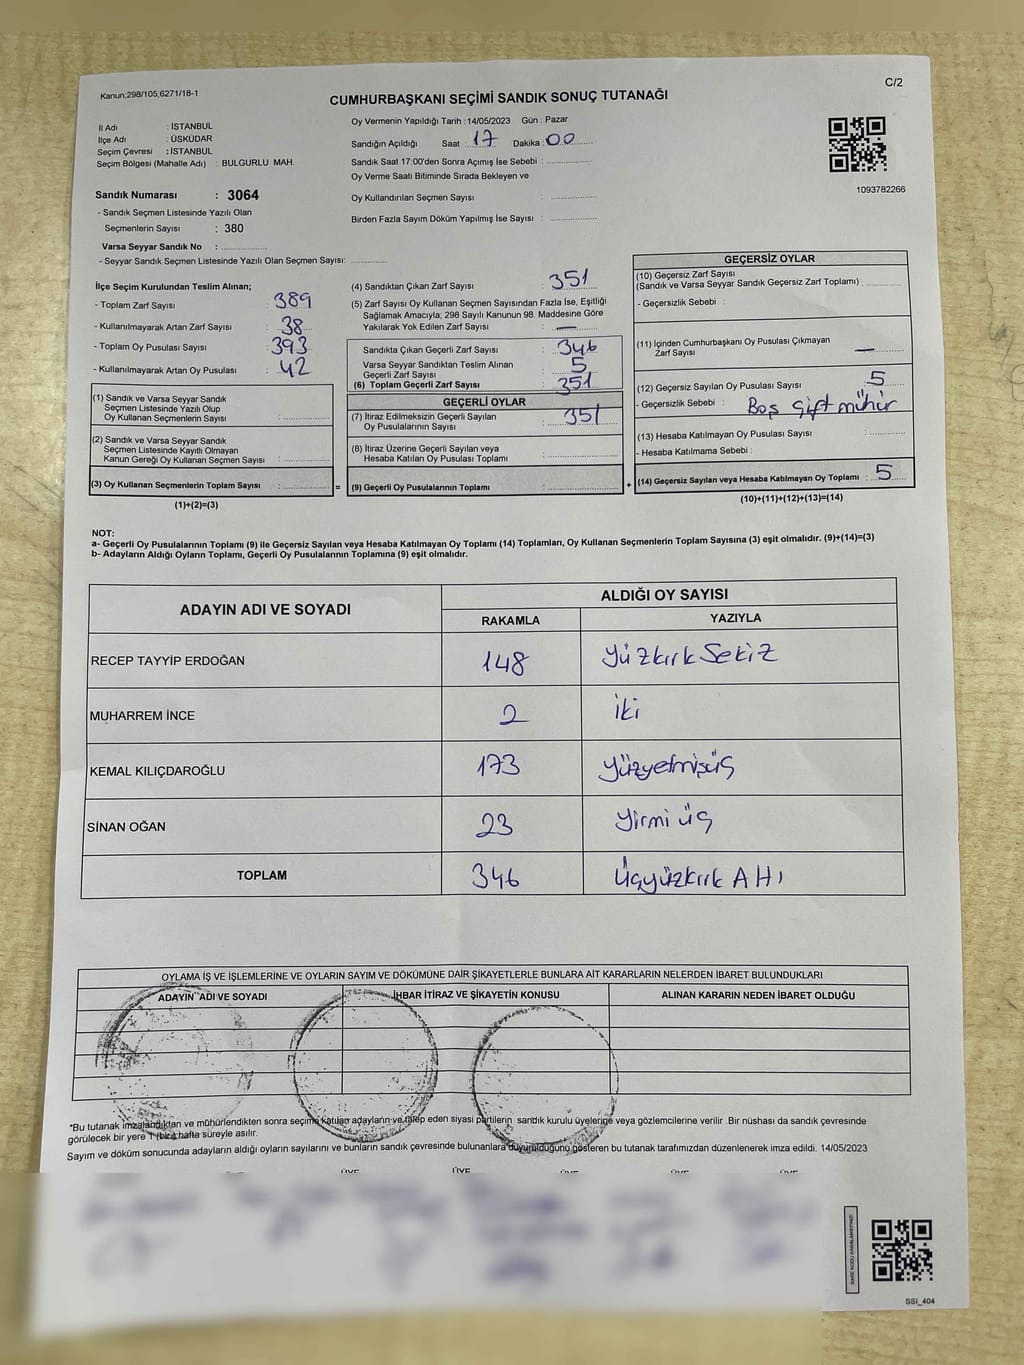 Kanun;298/105,6271/18-1
C/2
CUMHURBAŞKANI SEÇİMİ SANDIK SONUÇ TUTANAĞI
İl Adı : İSTANBUL
İlçe Adı : ÜSKÜDAR
Seçim Çevresi : İSTANBUL
Seçim Bölgesi (Mahalle Adı) : BULGURLU MAH.
Sandık Numarası : 3064
- Sandık Seçmen Listesinde Yazılı Olan
Seçmenlerin Sayısı : 380
Varsa Seyyar Sandık No :
- Seyyar Sandık Seçmen Listesinde Yazılı Olan Seçmen Sayısı:
Oy Vermenin Yapıldığı Tarih :14/05/2023 Gün : Pazar
Sandığın Açıldığı Saat : 17 Dakika : 00
Sandık Saat 17:00'den Sonra Açımış İse Sebebi :
Oy Verme Saati Bitiminde Sırada Bekleyen ve
Oy Kullandırılan Seçmen Sayısı :
Birden Fazla Sayım Döküm Yapılmış İse Sayısı :
1093782266
İlçe Seçim Kurulundan Teslim Alınan;
- Toplam Zarf Sayısı : 389
- Kullanılmayarak Artan Zarf Sayısı : 38
- Toplam Oy Pusulası Sayısı : 393
- Kullanılmayarak Artan Oy Pusulası : 42
(1) Sandık ve Varsa Seyyar Sandık
Seçmen Listesinde Yazılı Olup
Oy Kullanan Seçmenlerin Sayısı :
(2) Sandık ve Varsa Seyyar Sandık
Seçmen Listesinde Kayıtlı Olmayan
Kanun Gereği Oy Kullanan Seçmen Sayısı :
(3) Oy Kullanan Seçmenlerin Toplam Sayısı :
(1)+(2)=(3)
(4) Sandıktan Çıkan Zarf Sayısı : 351
(5) Zarf Sayısı Oy Kullanan Seçmen Sayısından Fazla İse, Eşitliği
Sağlamak Amacıyla; 298 Sayılı Kanunun 98. Maddesine Göre
Yakılarak Yok Edilen Zarf Sayısı : —
Sandıkta Çıkan Geçerli Zarf Sayısı : 346
Varsa Seyyar Sandıktan Teslim Alınan
Geçerli Zarf Sayısı : 5
(6) Toplam Geçerli Zarf Sayısı : 351
GEÇERLİ OYLAR
(7) İtiraz Edilmeksizin Geçerli Sayılan
Oy Pusulalarının Sayısı : 351
(8) İtiraz Üzerine Geçerli Sayılan veya
Hesaba Katılan Oy Pusulası Toplamı :
= (9) Geçerli Oy Pusulalarının Toplamı :
GEÇERSİZ OYLAR
(10) Geçersiz Zarf Sayısı
(Sandık ve Varsa Seyyar Sandık Geçersiz Zarf Toplamı) :
- Geçersizlik Sebebi :
(11) İçinden Cumhurbaşkanı Oy Pusulası Çıkmayan
Zarf Sayısı : —
(12) Geçersiz Sayılan Oy Pusulası Sayısı : 5
- Geçersizlik Sebebi : Boş Çift mühür
(13) Hesaba Katılmayan Oy Pusulası Sayısı :
- Hesaba Katılmama Sebebi :
+ (14) Geçersiz Sayılan veya Hesaba Katılmayan Oy Toplamı : 5
(10)+(11)+(12)+(13)=(14)
NOT:
a- Geçerli Oy Pusulalarının Toplamı (9) ile Geçersiz Sayılan veya Hesaba Katılmayan Oy Toplamı (14) Toplamları, Oy Kullanan Seçmenlerin Toplam Sayısına (3) eşit olmalıdır. (9)+(14)=(3)
b- Adayların Aldığı Oyların Toplamı, Geçerli Oy Pusulalarının Toplamına (9) eşit olmalıdır.
ADAYIN ADI VE SOYADI
ALDIĞI OY SAYISI
RAKAMLA YAZIYLA
RECEP TAYYİP ERDOĞAN 148 YüzkırkSekiz
MUHARREM İNCE 2 iki
KEMAL KILIÇDAROĞLU 173 Yüzyetmişüç
SİNAN OĞAN 23 Yirmi üç
TOPLAM 346 Üçyüzkırk Altı
OYLAMA İŞ VE İŞLEMLERİNE VE OYLARIN SAYIM VE DÖKÜMÜNE DAİR ŞİKAYETLERLE BUNLARA AİT KARARLARIN NELERDEN İBARET BULUNDUKLARI
ADAYIN ADI VE SOYADI İHBAR İTİRAZ VE ŞİKAYETİN KONUSU ALINAN KARARIN NEDEN İBARET OLDUĞU
*Bu tutanak imzalandıktan ve mühürlendikten sonra seçime katılan adayların ve talep eden siyasi partilerin sandık kurulu üyelerine veya gözlemcilerine verilir .Bir nüshası da sandık çevresinde
görülecek bir yere 1 (bir) hafta süreyle asılır.
Sayım ve döküm sonucunda adayların aldığı oyların sayılarını ve bunların sandık çevresinde bulunanlara duyurulduğunu gösteren bu tutanak tarafımızdan düzenlenerek imza edildi. 14/05/2023
SSI_404